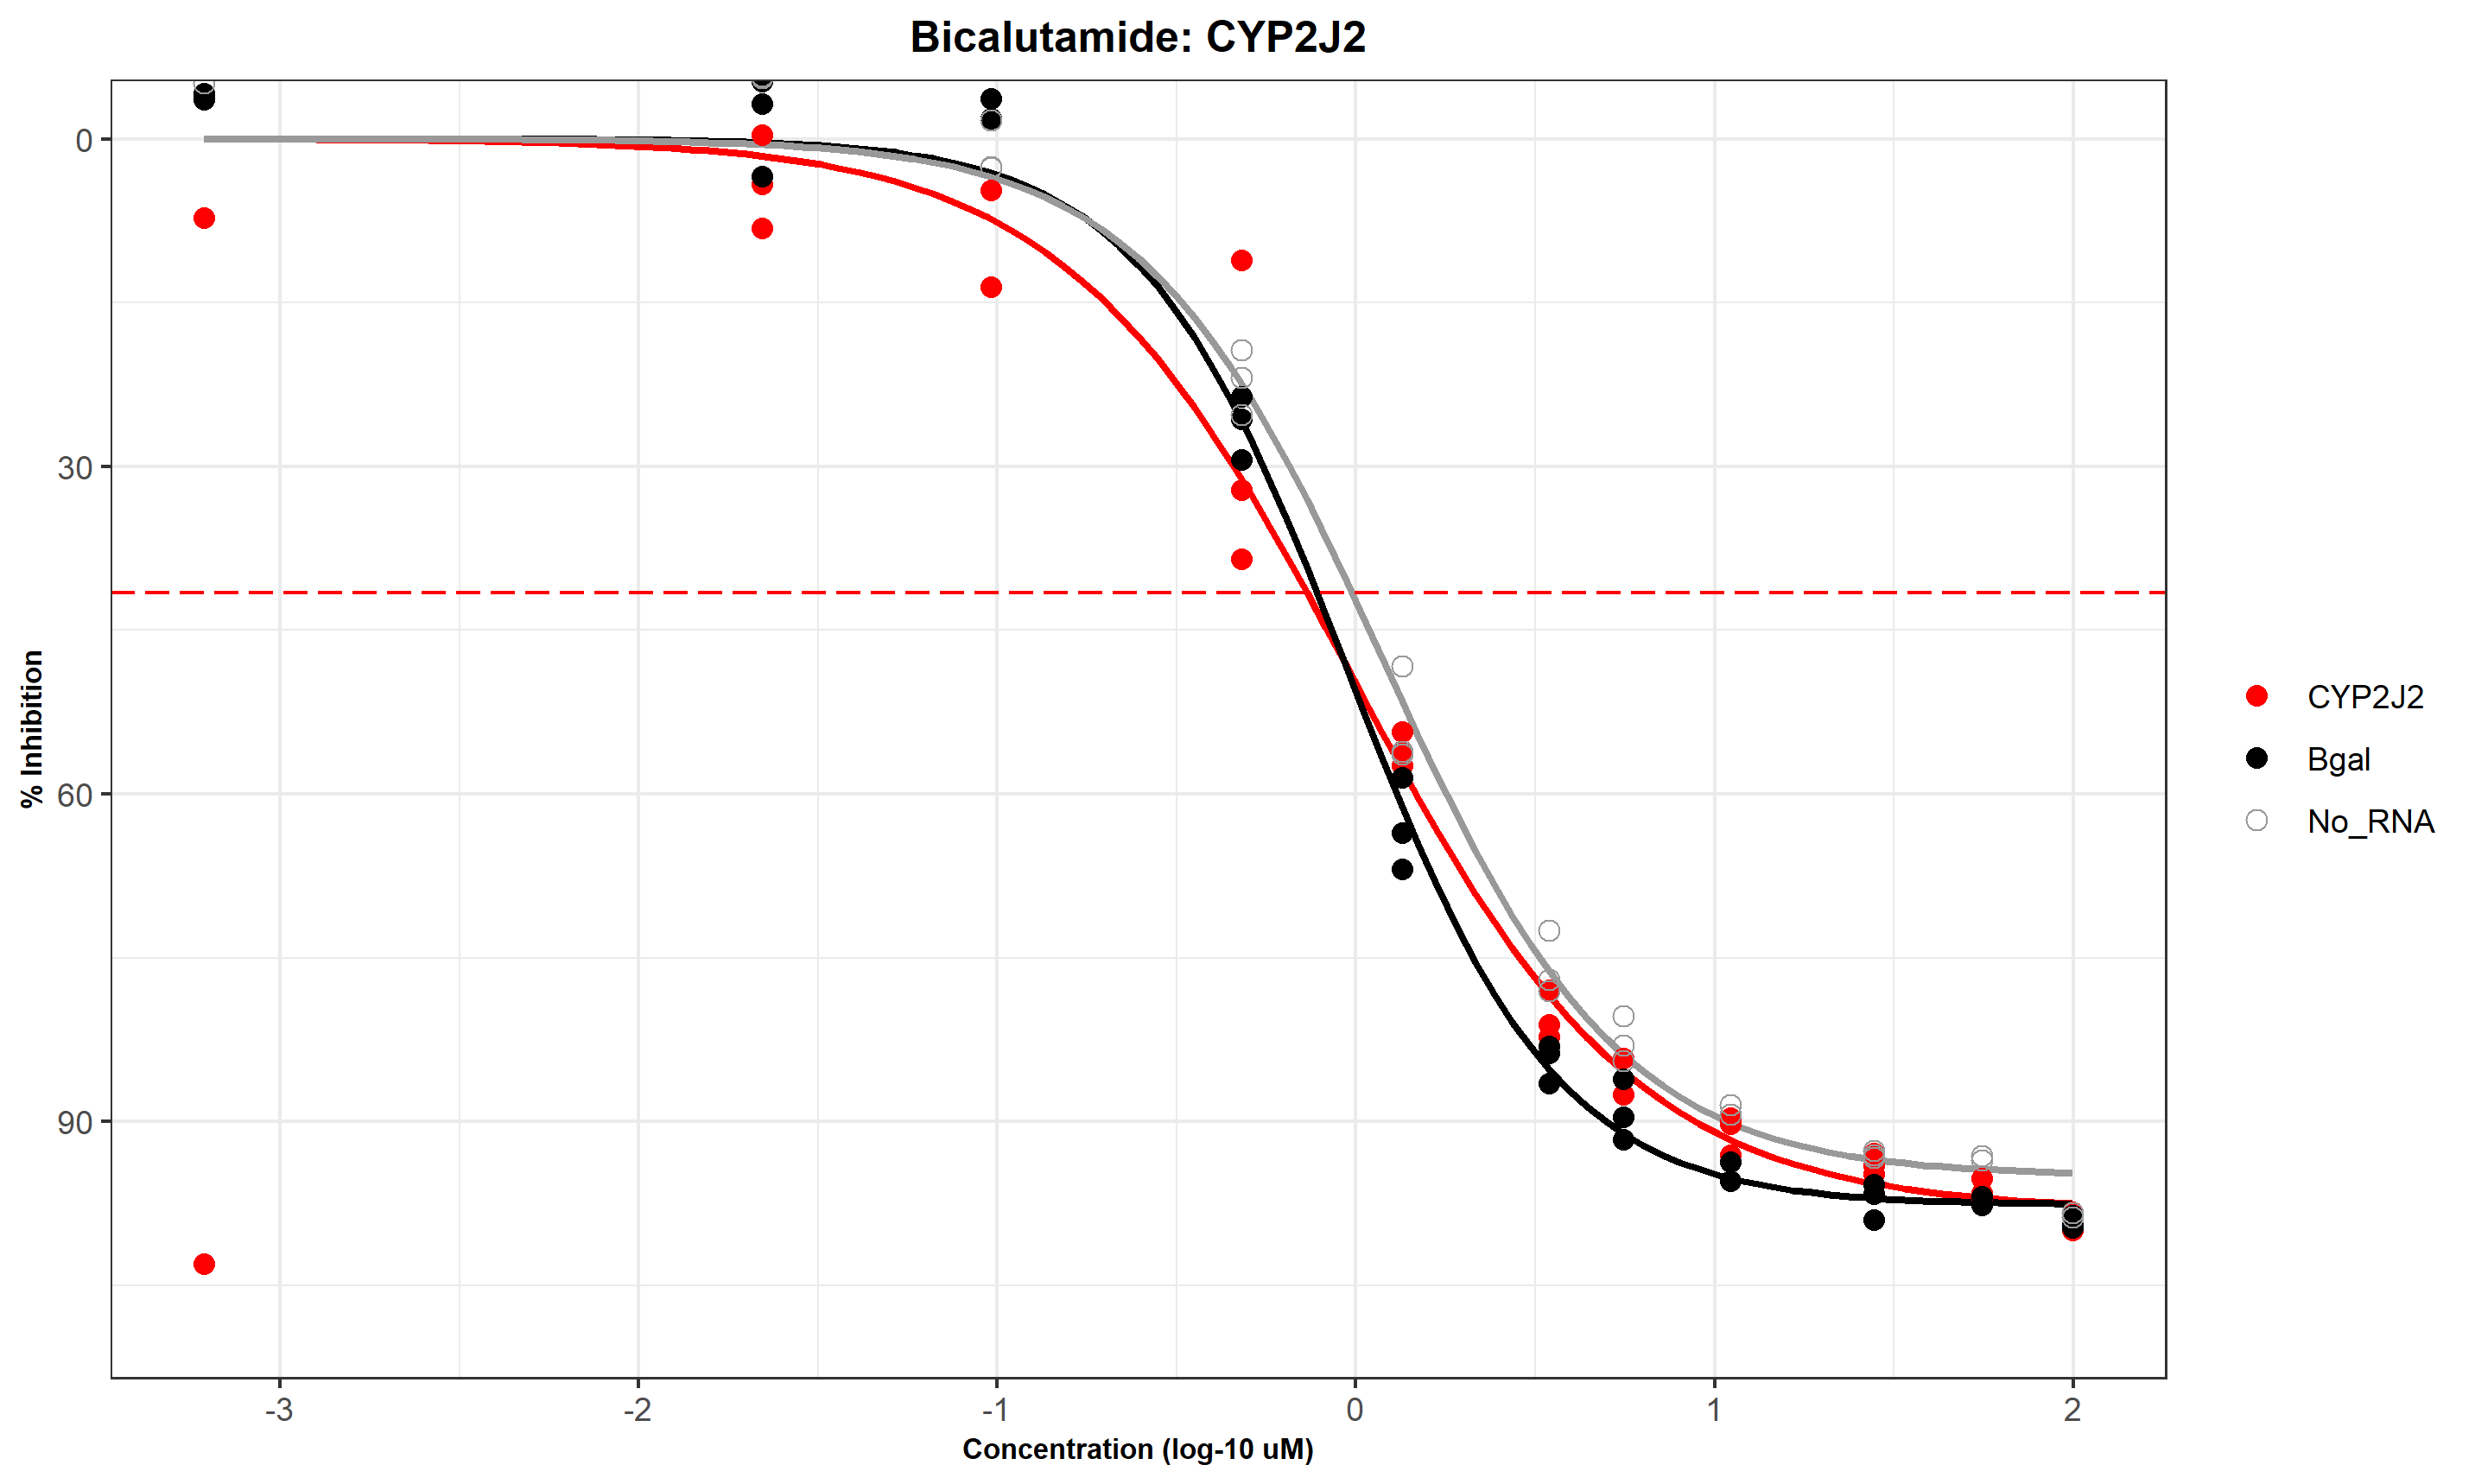 Bicalutamide: CYP2J2
0
30
60
90
% Inhibition
-3
-2
-1
0
1
2
Concentration (log-10 uM)
CYP2J2
Bgal
No_RNA